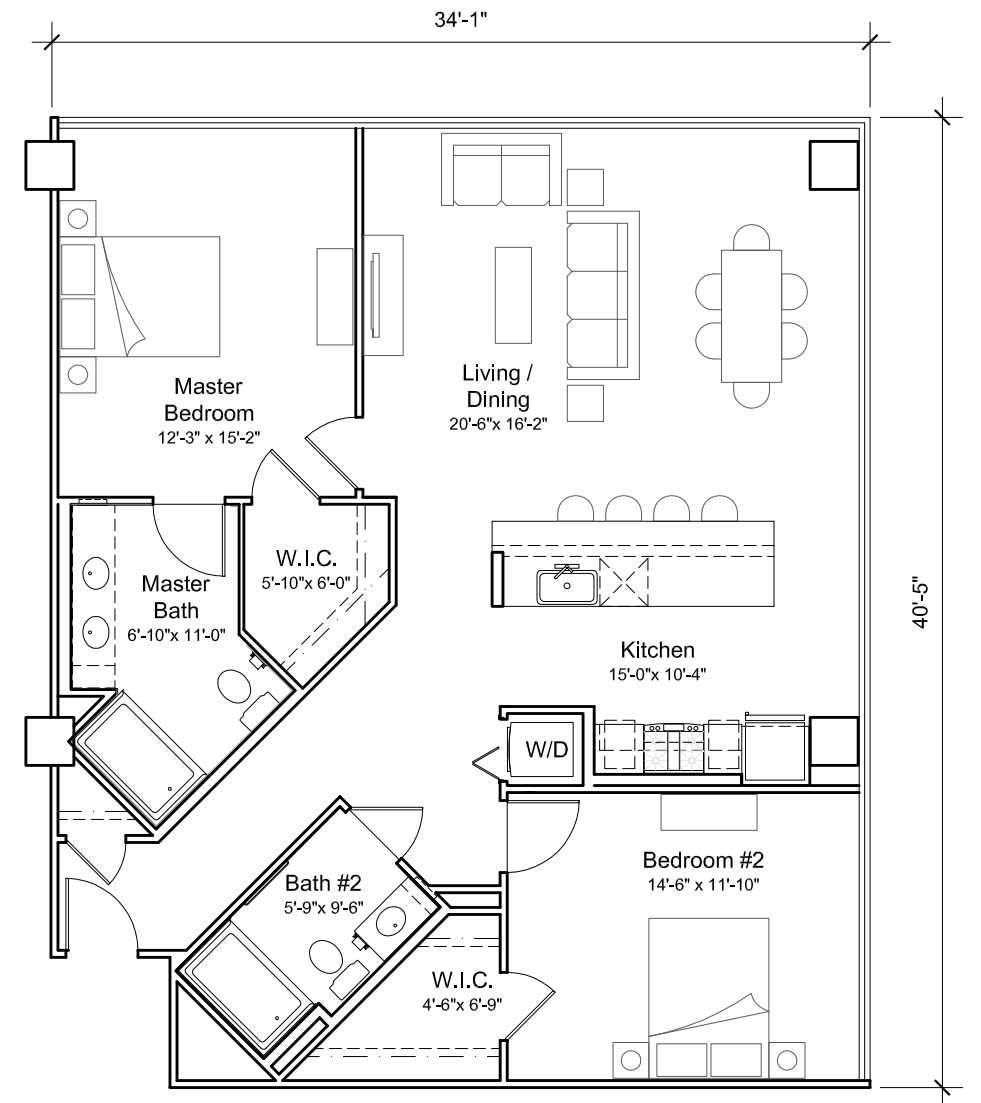 34'-1"
40'-5"
Master
Bedroom
12'-3" x 15'-2"
Living /
Dining
20'-6"x 16'-2"
W.I.C.
5'-10"x 6'-0"
Master
Bath
6'-10"x 11'-0"
Kitchen
15'-0"x 10'-4"
W/D
Bedroom #2
14'-6" x 11'-10"
Bath #2
5'-9"x 9'-6"
W.I.C.
4'-6"x 6'-9"